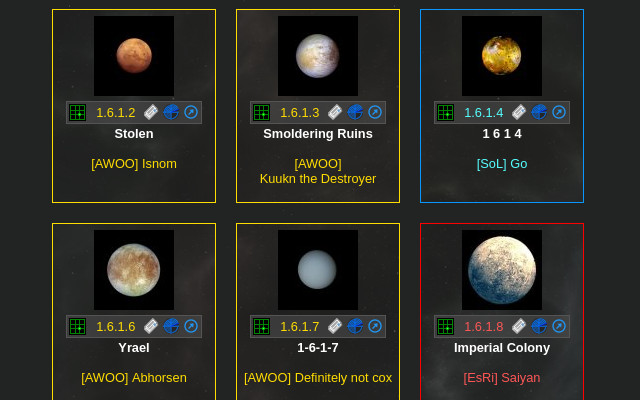 1.6.1.2
Stolen
[AWOO] Isnom
1.6.1.3
Smoldering Ruins
[AWOO]
Kuukn the Destroyer
1.6.1.4
1 6 1 4
[SoL] Go
1.6.1.6
Yrael
[AWOO] Abhorsen
1.6.1.7
1-6-1-7
[AWOO] Definitely not cox
1.6.1.8
Imperial Colony
[EsRi] Saiyan